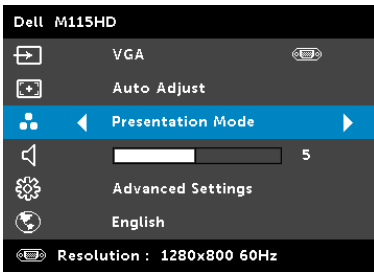 Dell M115HD
VGA
Auto Adjust
Presentation Mode
5
Advanced Settings
English
Resolution : 1280x800 60Hz